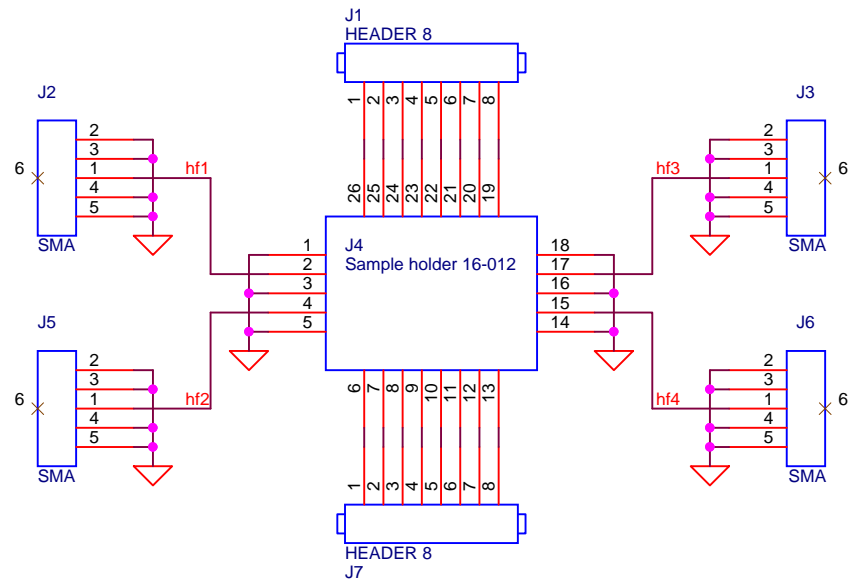 J1
HEADER 8
1 2 3 4 5 6 7 8
J2
2
3
6 1 hf1
4
5
SMA
J3
2
3
hf3 1 6
4
5
SMA
26 25 24 23 22 21 20 19
J4
Sample holder 16-012
1
2
3
4
5
18
17
16
15
14
6 7 8 9 10 11 12 13
J5
2
3
6 1 hf2
4
5
SMA
J6
2
3
hf4 1 6
4
5
SMA
1 2 3 4 5 6 7 8
HEADER 8
J7